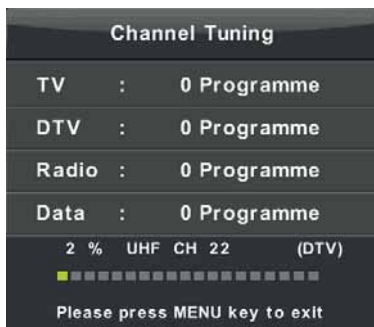 Channel Tuning
TV : 0 Programme
DTV : 0 Programme
Radio : 0 Programme
Data : 0 Programme
2 % UHF CH 22 (DTV)
Please press MENU key to exit